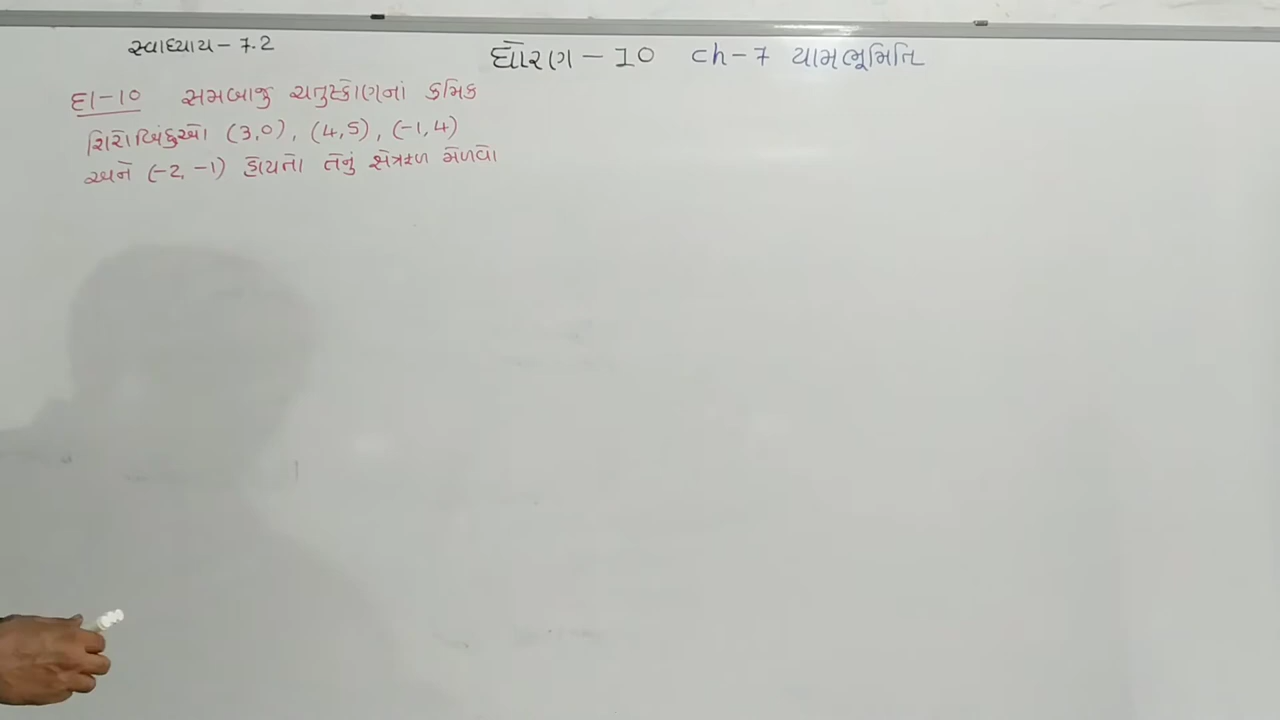 સ્વાધ્યાય - 7.2
ધોરણ - 10 ch-7 યામભૂમિતિ
દા-10 સમબાજુ ચતુષ્કોણનાં ક્રમિક
શિરોબિંદુઓ (3,0), (4,5), (-1,4)
અને (-2,-1) હોયતો તેનું ક્ષેત્રફળ મેળવો